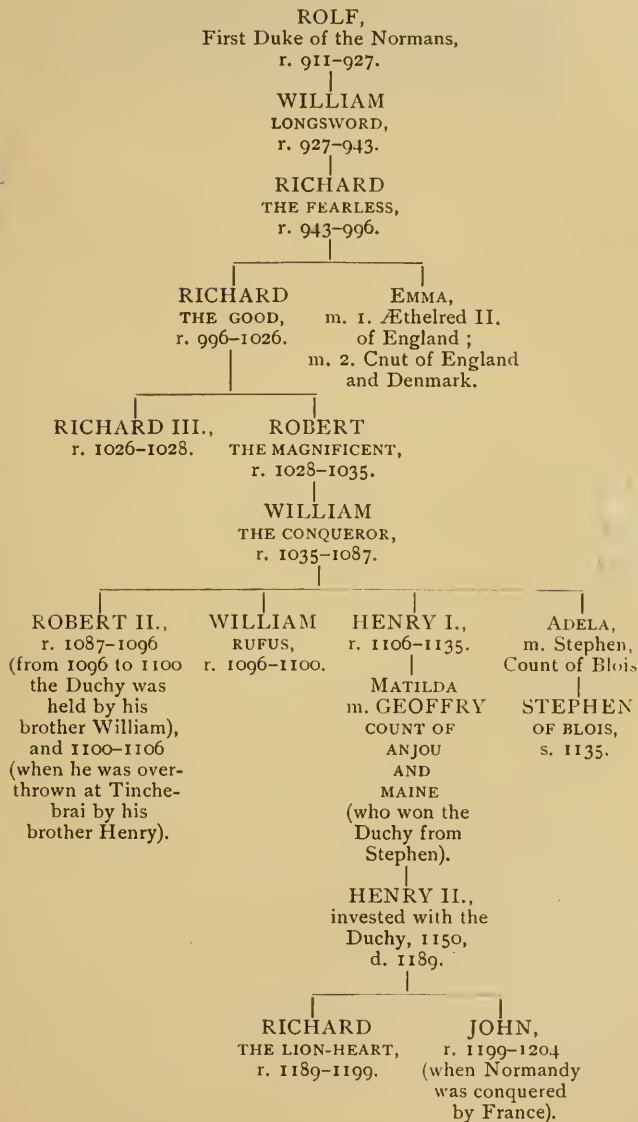 ROLF,
First Duke of the Normans,
r. 911–927.
WILLIAM
LONGSWORD,
r. 927–943.
RICHARD
THE FEARLESS,
r. 943–996.
RICHARD
THE GOOD,
r. 996–1026.
EMMA,
m. 1. Æthelred II.
of England ;
m. 2. Cnut of England
and Denmark.
RICHARD III.,
r. 1026–1028.
ROBERT
THE MAGNIFICENT,
r. 1028–1035.
WILLIAM
THE CONQUEROR,
r. 1035–1087.
ROBERT II.,
r. 1087–1096
(from 1096 to 1100
the Duchy was
held by his
brother William),
and 1100–1106
(when he was over-
thrown at Tinche-
brai by his
brother Henry).
WILLIAM
RUFUS,
r. 1096–1100.
HENRY I.,
r. 1106–1135.
MATILDA
m. GEOFFRY
COUNT OF
ANJOU
AND
MAINE
(who won the
Duchy from
Stephen).
ADELA,
m. Stephen,
Count of Blois.
STEPHEN
OF BLOIS,
s. 1135.
HENRY II.,
invested with the
Duchy, 1150,
d. 1189.
RICHARD
THE LION-HEART,
r. 1189–1199.
JOHN,
r. 1199–1204
(when Normandy
was conquered
by France).